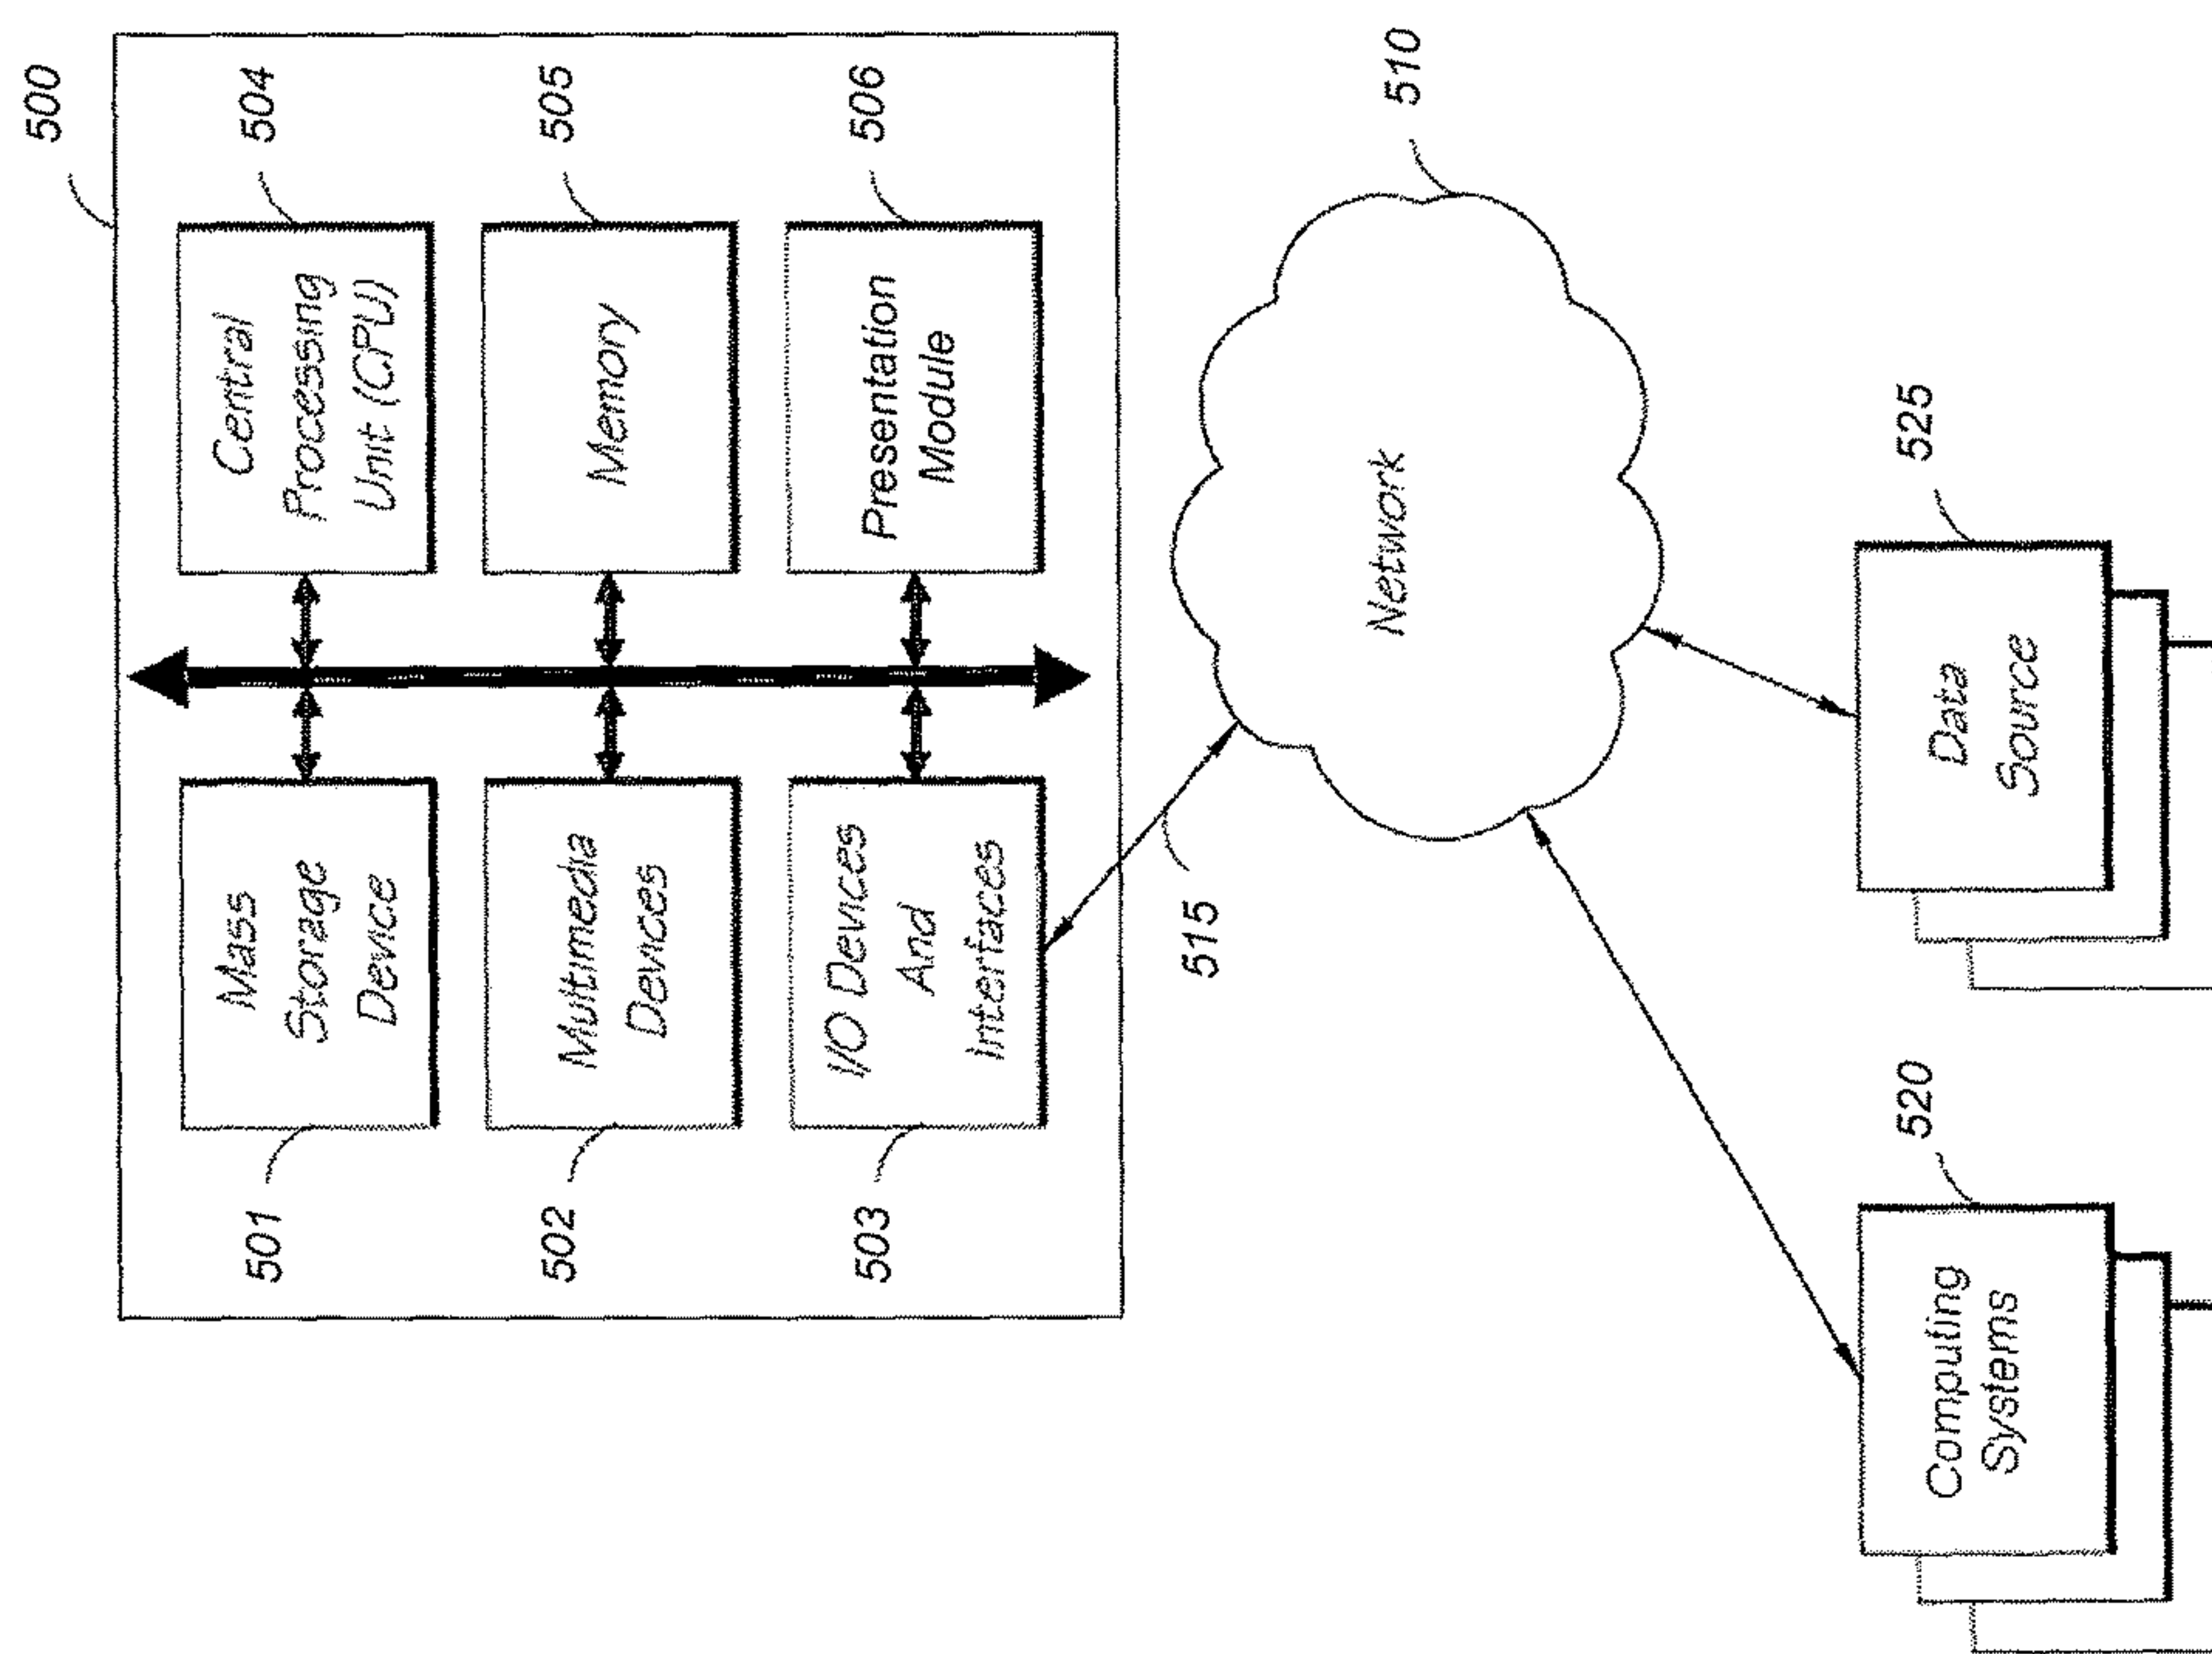 500
501
Mass
Storage
Device
Central
Processing
Unit (CPU)
504
502
Multimedia
Devices
Memory
505
503
I/O Devices
And
Interfaces
Presentation
Module
506
515
Network
510
520
Computing
Systems
Data
Source
525